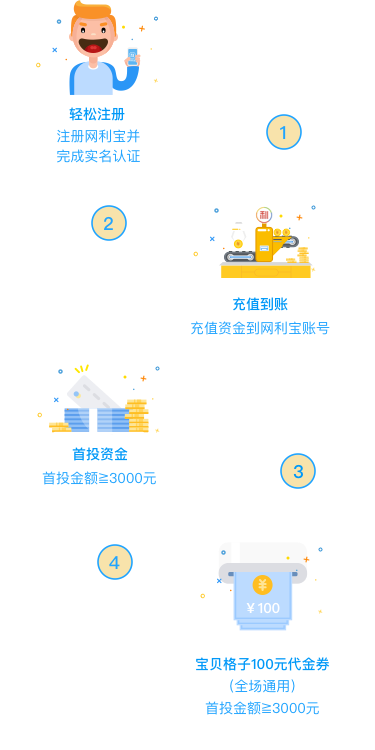 轻松注册
注册网利宝并
完成实名认证
1
2
利
充值到账
充值资金到网利宝账号
首投资金
首投金额≧3000元
3
4
¥
¥100
宝贝格子100元代金券
(全场通用)
首投金额≧3000元